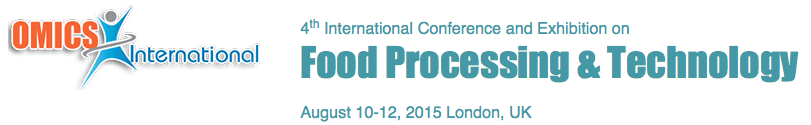 OMICS International
4th International Conference and Exhibition on
Food Processing & Technology
August 10-12, 2015 London, UK